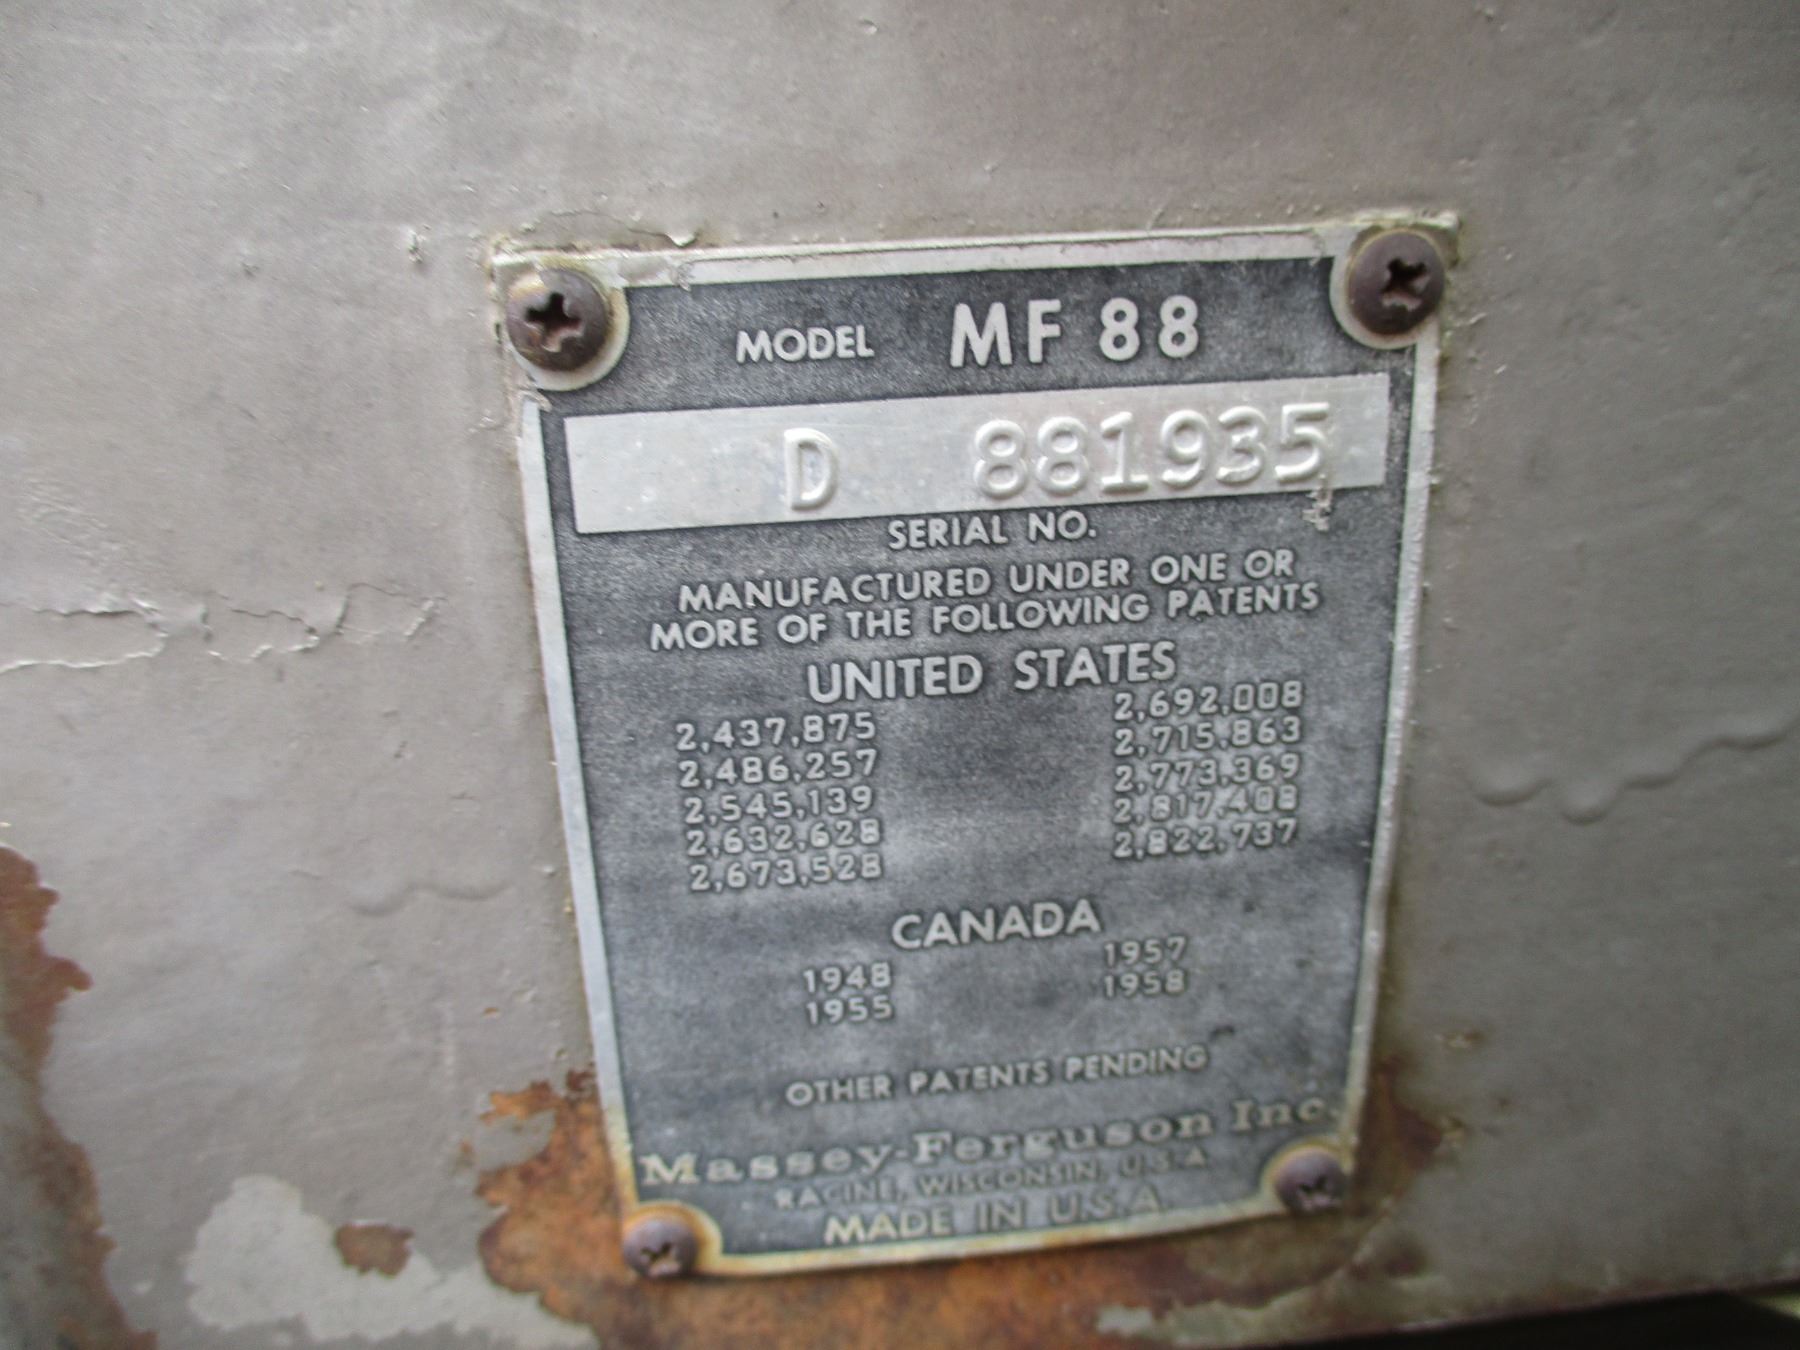 MODEL MF 88
D 881935
SERIAL NO.
MANUFACTURED UNDER ONE OR
MORE OF THE FOLLOWING PATENTS
UNITED STATES
2,437,875 2,692,008
2,486,257 2,715,863
2,545,139 2,773,369
2,632,628 2,817,408
2,673,528 2,822,737
CANADA
1948 1957
1955 1958
OTHER PATENTS PENDING
Massey-Ferguson Inc.
RACINE, WISCONSIN, U.S.A.
MADE IN U.S.A.